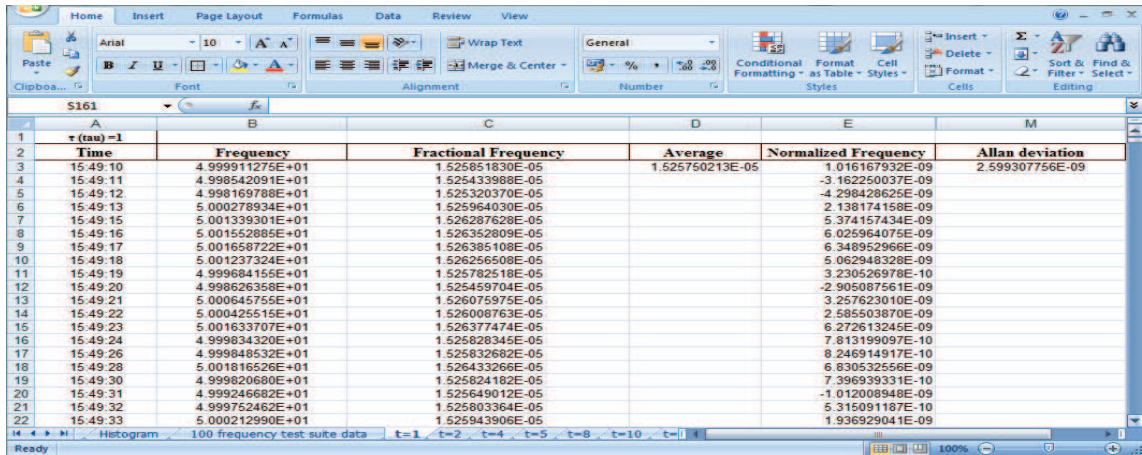 Home Insert Page Layout Formulas Data Review View
Arial 10 A A Wrap Text General Insert Σ
Paste B I U A Merge & Center % , Conditional Formatting as Table Cell Styles Delete Format Sort & Filter Find & Select
Clipboa... Font Alignment Number Styles Cells Editing
S161 fx
A B C D E M
1 τ (tau) =1
2 Time Frequency Fractional Frequency Average Normalized Frequency Allan deviation
3 15:49:10 4.999911275E+01 1.525851830E-05 1.525750213E-05 1.016167932E-09 2.599307756E-09
4 15:49:11 4.998542091E+01 1.525433988E-05 -3.162250037E-09
5 15:49:12 4.998169788E+01 1.525320370E-05 -4.298428625E-09
6 15:49:13 5.000278934E+01 1.525964030E-05 2.138174158E-09
7 15:49:15 5.001339301E+01 1.526287628E-05 5.374157434E-09
8 15:49:16 5.001552885E+01 1.526352809E-05 6.025964075E-09
9 15:49:17 5.001658722E+01 1.526385108E-05 6.348952966E-09
10 15:49:18 5.001237324E+01 1.526256508E-05 5.062948328E-09
11 15:49:19 4.999684155E+01 1.525782518E-05 3.230526978E-10
12 15:49:20 4.998626358E+01 1.525459704E-05 -2.905087561E-09
13 15:49:21 5.000645755E+01 1.526075975E-05 3.257623010E-09
14 15:49:22 5.000425515E+01 1.526008763E-05 2.585503870E-09
15 15:49:23 5.001633707E+01 1.526377474E-05 6.272613245E-09
16 15:49:24 4.999834320E+01 1.525828345E-05 7.813199097E-10
17 15:49:26 4.999848532E+01 1.525832682E-05 8.246914917E-10
18 15:49:28 5.001816526E+01 1.526433266E-05 6.830532556E-09
19 15:49:30 4.999820680E+01 1.525824182E-05 7.396939331E-10
20 15:49:31 4.999246682E+01 1.525649012E-05 -1.012008948E-09
21 15:49:32 4.999752462E+01 1.525803364E-05 5.315091187E-10
22 15:49:33 5.000212990E+01 1.525943906E-05 1.936929041E-09
Histogram 100 frequency test suite data t=1 t=2 t=4 t=5 t=8 t=10
Ready 100%